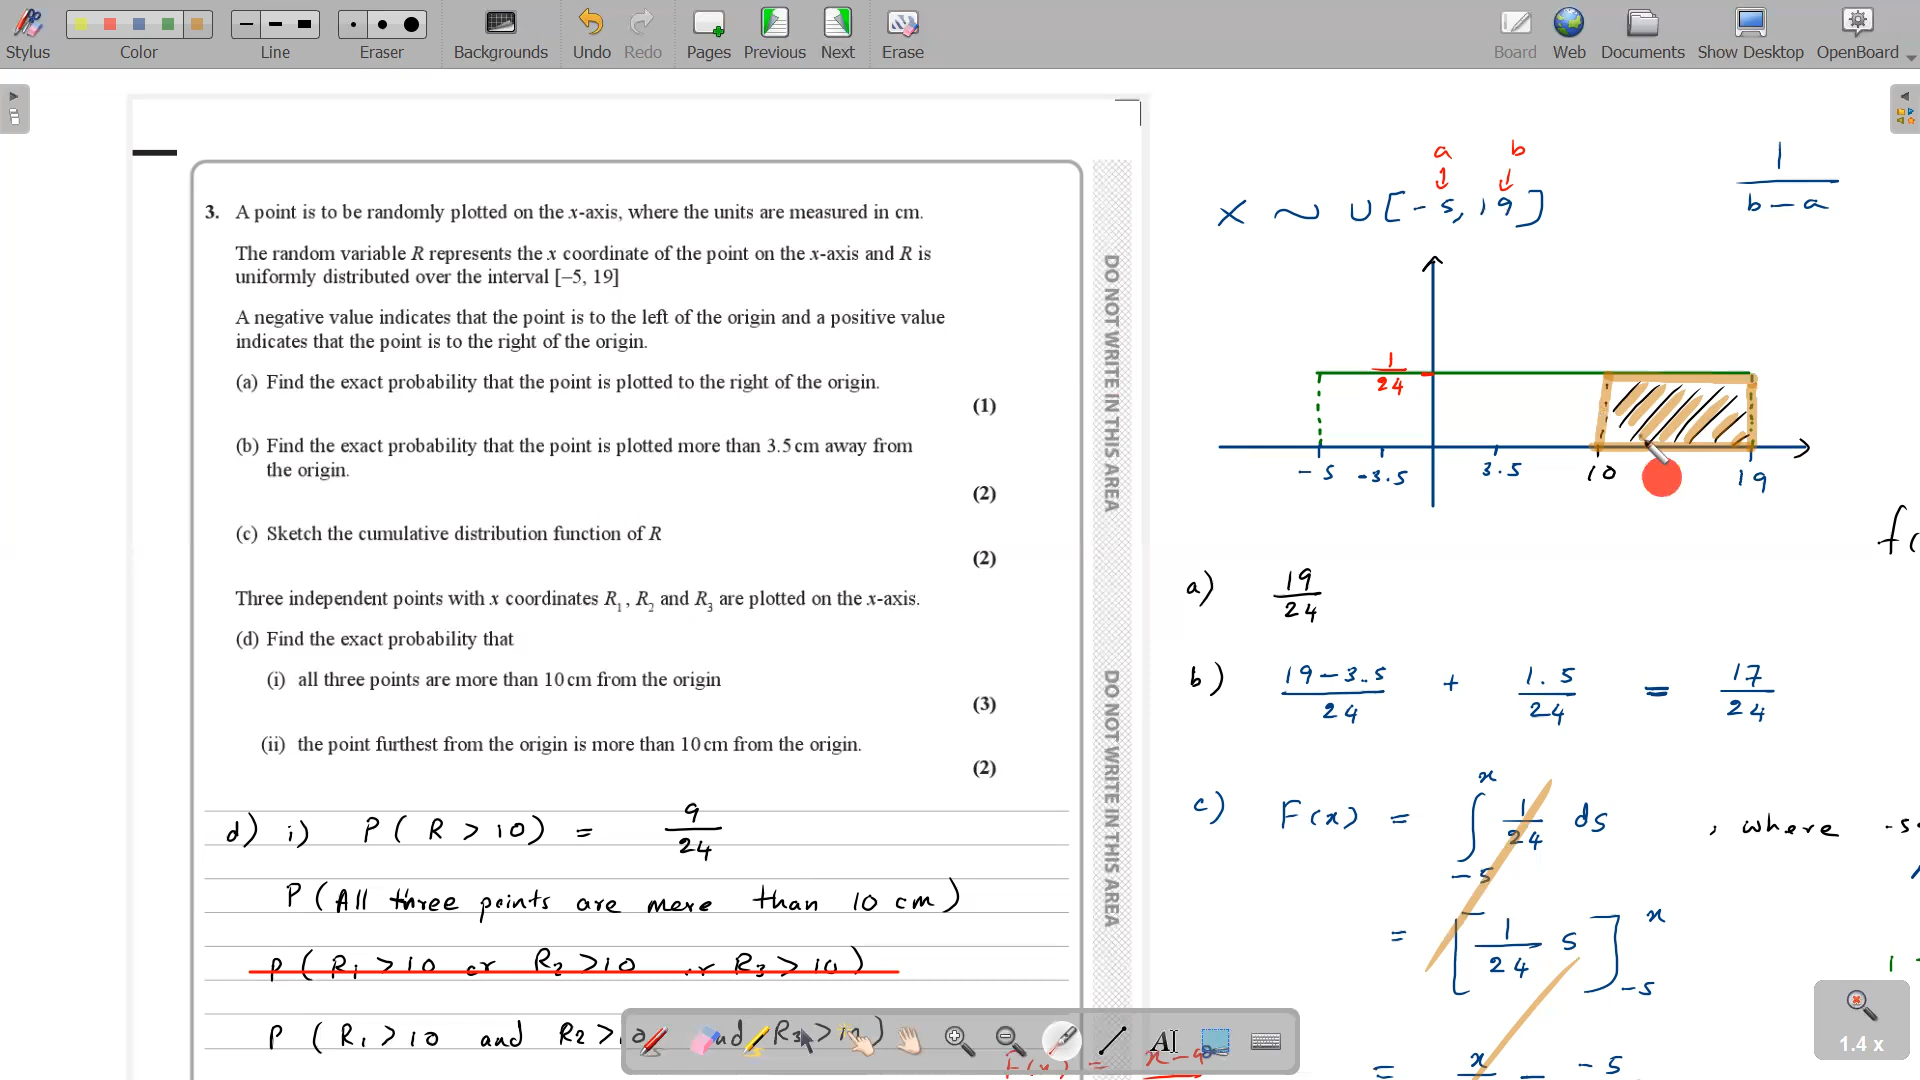 Stylus Color Line Eraser Backgrounds Undo Redo Pages Previous Next Erase Board Web Documents Show Desktop OpenBoard
3. A point is to be randomly plotted on the x-axis, where the units are measured in cm.
The random variable R represents the x coordinate of the point on the x-axis and R is
uniformly distributed over the interval [–5, 19]
A negative value indicates that the point is to the left of the origin and a positive value
indicates that the point is to the right of the origin.
(a) Find the exact probability that the point is plotted to the right of the origin.
(1)
(b) Find the exact probability that the point is plotted more than 3.5 cm away from
the origin.
(2)
(c) Sketch the cumulative distribution function of R
(2)
Three independent points with x coordinates R₁, R₂ and R₃ are plotted on the x-axis.
(d) Find the exact probability that
(i) all three points are more than 10 cm from the origin
(3)
(ii) the point furthest from the origin is more than 10 cm from the origin.
(2)
d) i) P( R > 10) = 9/24
P (All three points are more than 10 cm)
P ( R₁ > 10 or R₂ > 10 or R₃ > 10)
P ( R₁ > 10 and R₂ >
DO NOT WRITE IN THIS AREA
DO NOT WRITE IN THIS AREA
a b
X ~ U[-5, 19]
1/(b-a)
1/24
-5 -3.5 3.5 10 19
a) 19/24
b) (19-3.5)/24 + 1.5/24 = 17/24
c) F(x) = ∫₋₅ˣ 1/24 ds , where -5
= [1/24 s]₋₅ˣ
1.4 x